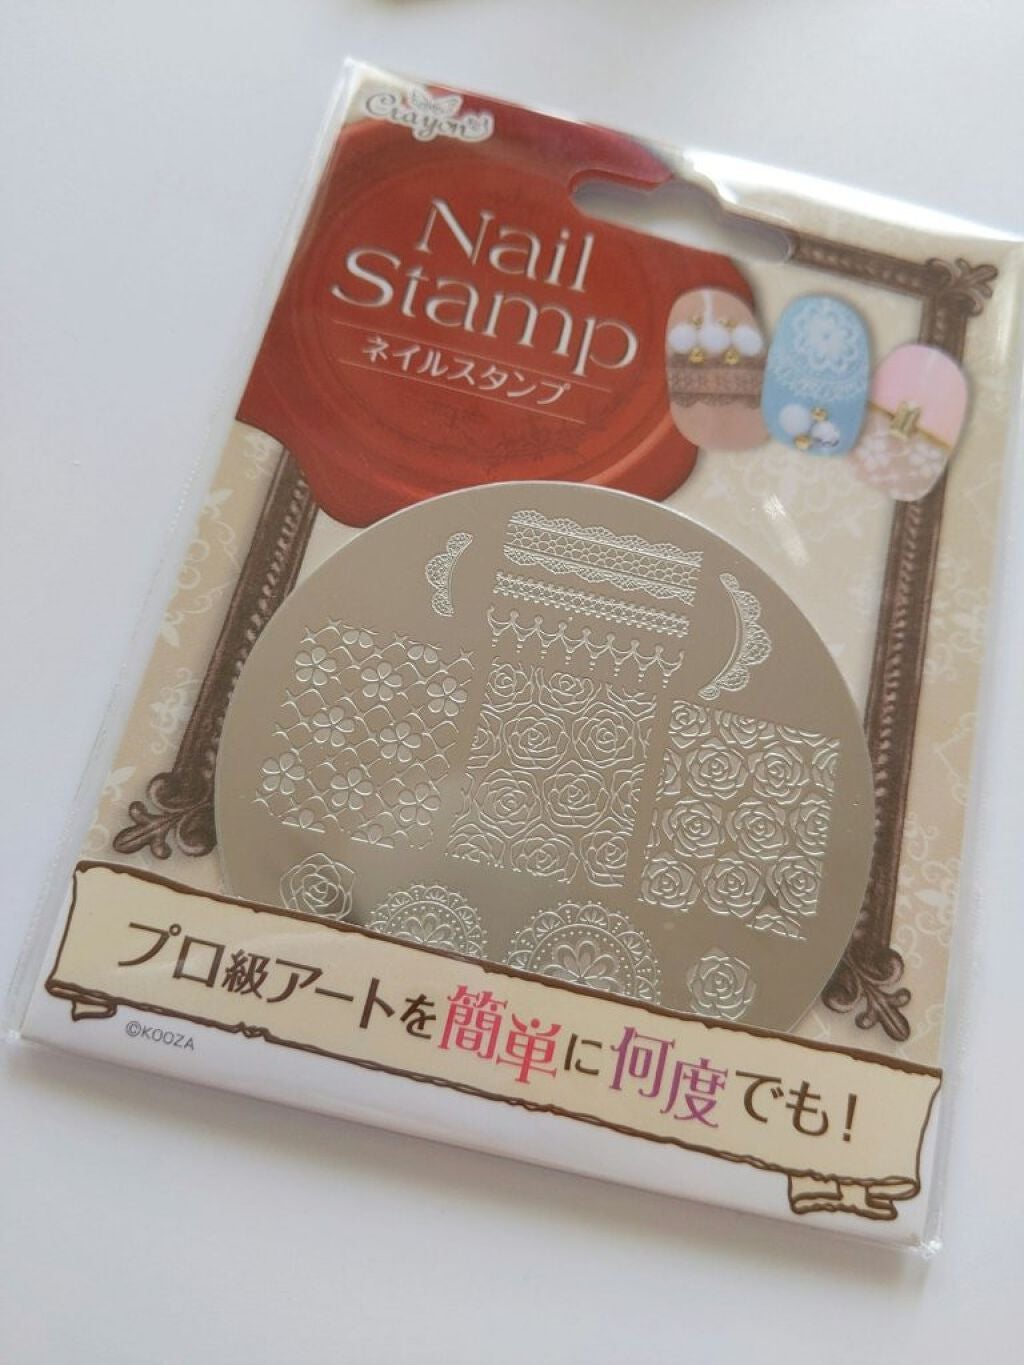 Crayon
Nail
Stamp
ネイルスタンプ
プロ級アートを簡単に何度でも!
©KOOZA